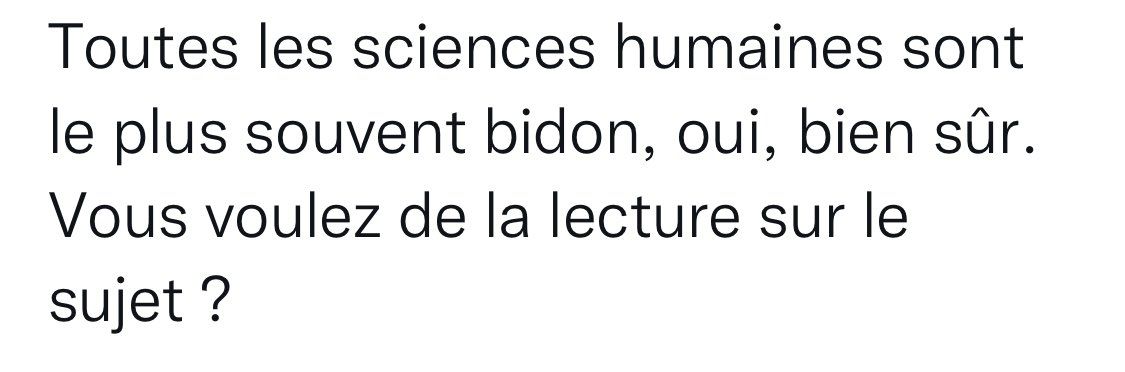 Toutes les sciences humaines sont
le plus souvent bidon, oui, bien sûr.
Vous voulez de la lecture sur le
sujet ?